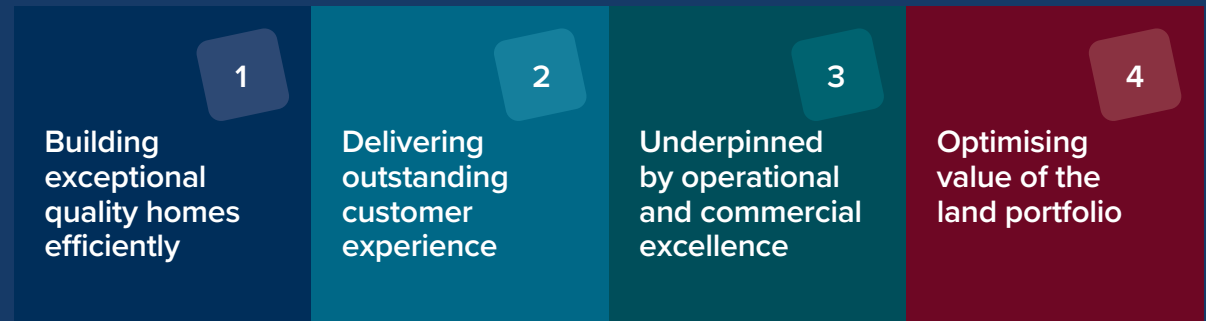 1
Building
exceptional
quality homes
efficiently
2
Delivering
outstanding
customer
experience
3
Underpinned
by operational
and commercial
excellence
4
Optimising
value of the
land portfolio